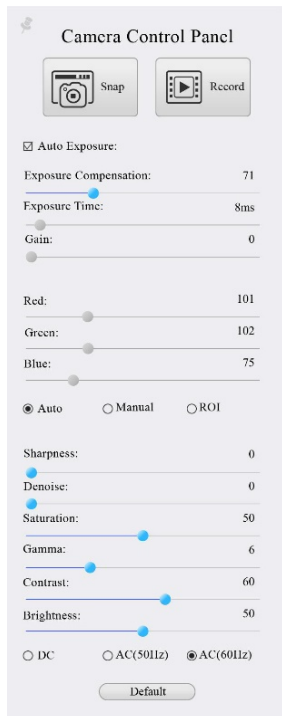 Camera Control Panel
Snap
Record
Auto Exposure:
Exposure Compensation: 71
Exposure Time: 8ms
Gain: 0
Red: 101
Green: 102
Blue: 75
Auto Manual ROI
Sharpness: 0
Denoise: 0
Saturation: 50
Gamma: 6
Contrast: 60
Brightness: 50
DC AC(50Hz) AC(60Hz)
Default